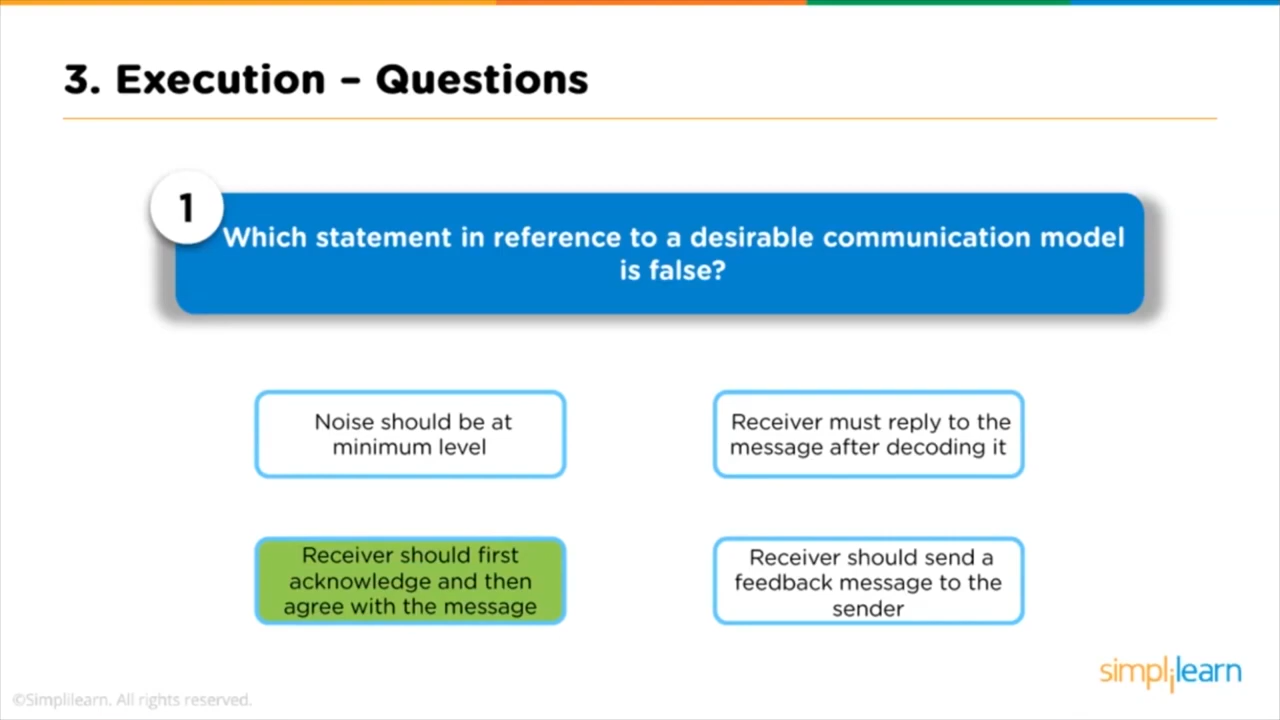 3. Execution – Questions
1
Which statement in reference to a desirable communication model
is false?
Noise should be at
minimum level
Receiver must reply to the
message after decoding it
Receiver should first
acknowledge and then
agree with the message
Receiver should send a
feedback message to the
sender
simplilearn
©Simplilearn. All rights reserved.